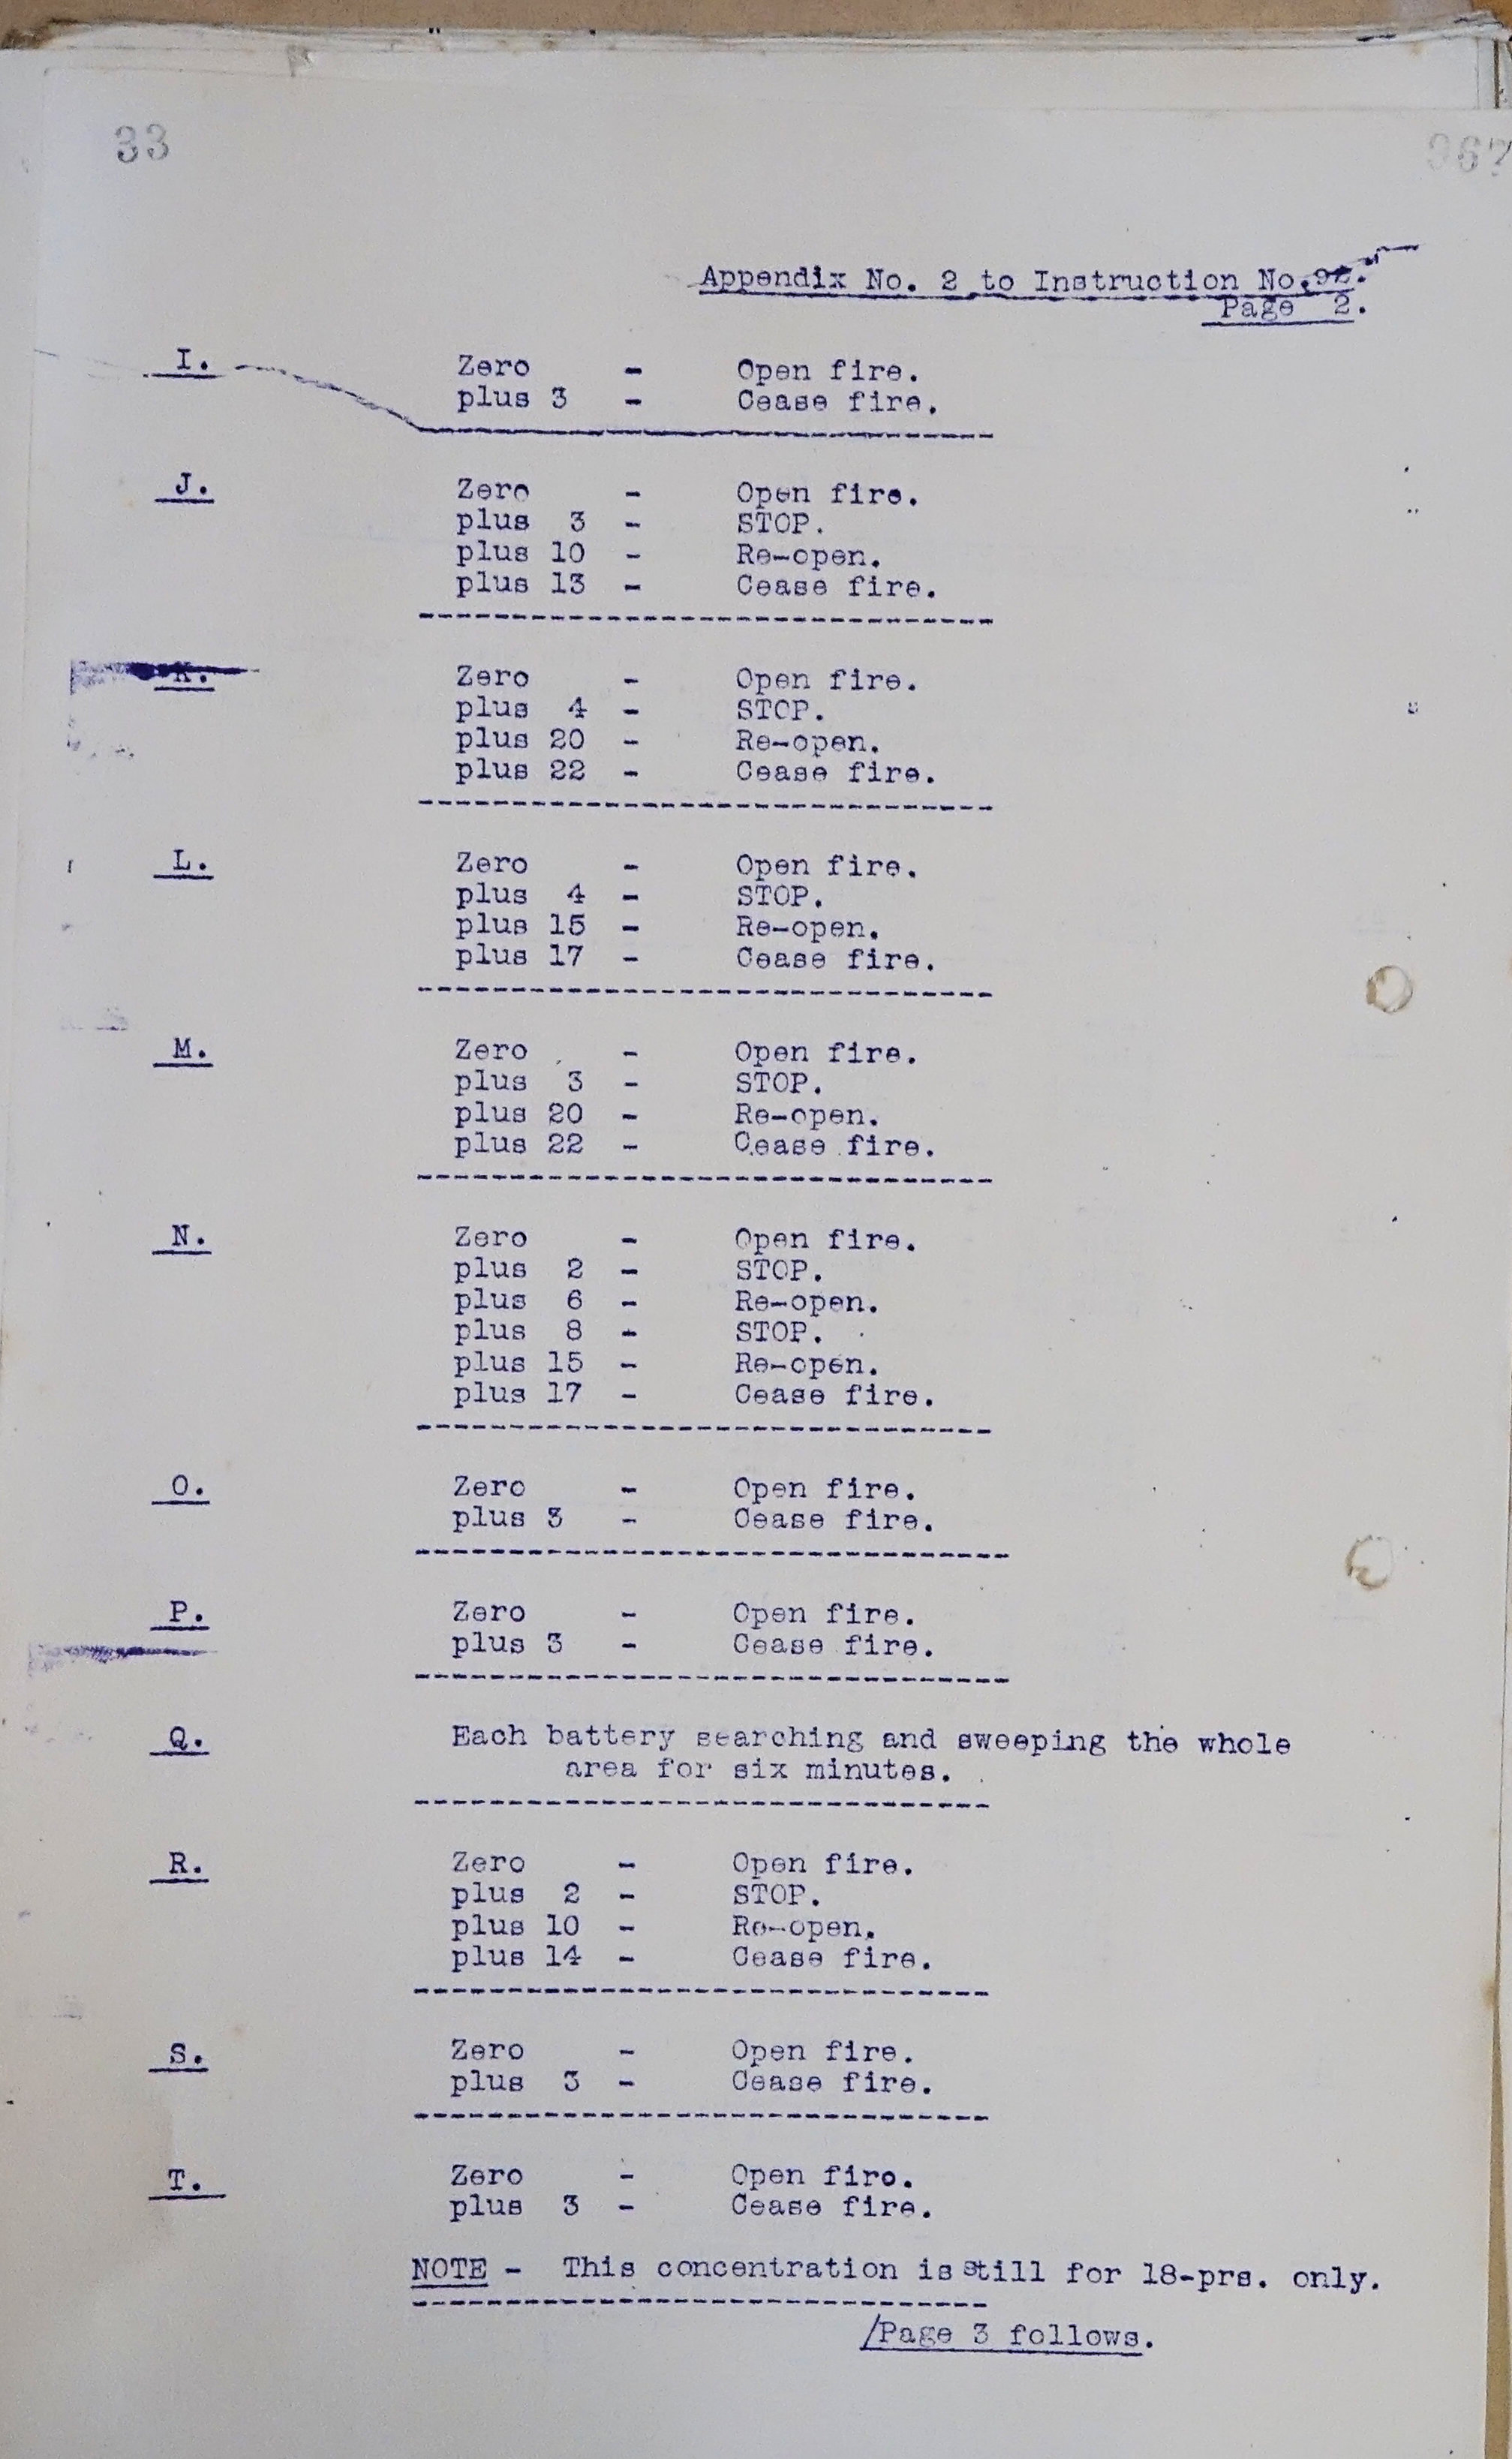 33
Appendix No. 2 to Instruction No.
Page 2.
I. Zero - Open fire.
plus 3 - Cease fire.
J. Zero - Open fire.
plus 3 - STOP.
plus 10 - Re-open.
plus 13 - Cease fire.
K. Zero - Open fire.
plus 4 - STOP.
plus 20 - Re-open.
plus 22 - Cease fire.
L. Zero - Open fire.
plus 4 - STOP.
plus 15 - Re-open.
plus 17 - Cease fire.
M. Zero - Open fire.
plus 3 - STOP.
plus 20 - Re-open.
plus 22 - Cease fire.
N. Zero - Open fire.
plus 2 - STOP.
plus 6 - Re-open.
plus 8 - STOP.
plus 15 - Re-open.
plus 17 - Cease fire.
O. Zero - Open fire.
plus 3 - Cease fire.
P. Zero - Open fire.
plus 3 - Cease fire.
Q. Each battery searching and sweeping the whole
area for six minutes.
R. Zero - Open fire.
plus 2 - STOP.
plus 10 - Re-open.
plus 14 - Cease fire.
S. Zero - Open fire.
plus 3 - Cease fire.
T. Zero - Open firo.
plus 3 - Cease fire.
NOTE - This concentration is still for 18-prs. only.
/Page 3 follows.